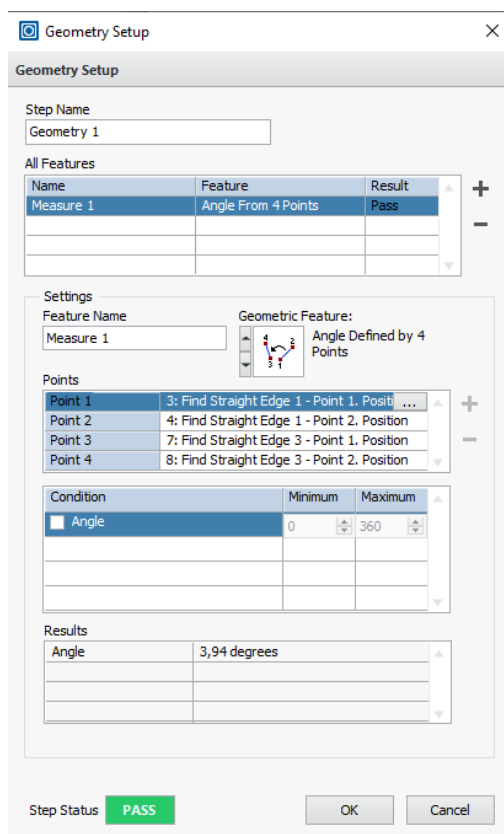 Geometry Setup
Geometry Setup
Step Name
Geometry 1
All Features
Name Feature Result
Measure 1 Angle From 4 Points Pass
Settings
Feature Name Geometric Feature:
Measure 1 4 2 3 1 Angle Defined by 4
Points
Points
Point 1 3: Find Straight Edge 1 - Point 1. Positi ...
Point 2 4: Find Straight Edge 1 - Point 2. Position
Point 3 7: Find Straight Edge 3 - Point 1. Position
Point 4 8: Find Straight Edge 3 - Point 2. Position
Condition Minimum Maximum
Angle 0 360
Results
Angle 3,94 degrees
Step Status PASS OK Cancel